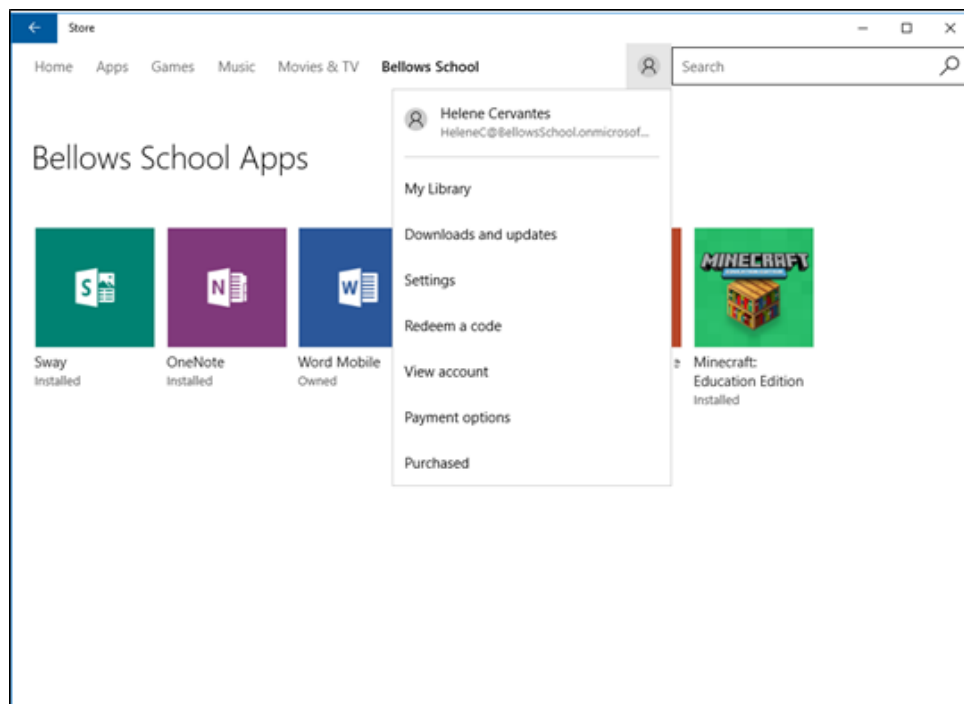 Store
Home Apps Games Music Movies & TV Bellows School Search
Helene Cervantes
HeleneC@BellowsSchool.onmicrosof...
Bellows School Apps
My Library
Downloads and updates
Settings
Redeem a code
View account
Payment options
Purchased
S
N
W
MINECRAFT
Sway
Installed
OneNote
Installed
Word Mobile
Owned
e
Minecraft:
Education Edition
Installed